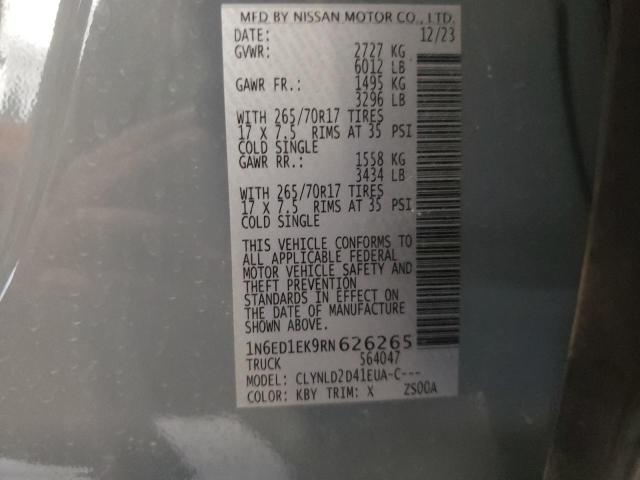 MFD BY NISSAN MOTOR CO., LTD.
DATE: 12/23
GVWR: 2727 KG
6012 LB
GAWR FR.: 1495 KG
3296 LB
WITH 265/70R17 TIRES
17 X 7.5 RIMS AT 35 PSI
COLD SINGLE
GAWR RR.: 1558 KG
3434 LB
WITH 265/70R17 TIRES
17 X 7.5 RIMS AT 35 PSI
COLD SINGLE
THIS VEHICLE CONFORMS TO
ALL APPLICABLE FEDERAL
MOTOR VEHICLE SAFETY AND
THEFT PREVENTION
STANDARDS IN EFFECT ON
THE DATE OF MANUFACTURE
SHOWN ABOVE.
1N6ED1EK9RN626265
TRUCK S64047
MODEL: CLYNLD2D41EUA-C---
COLOR: KBY TRIM: X ZS00A